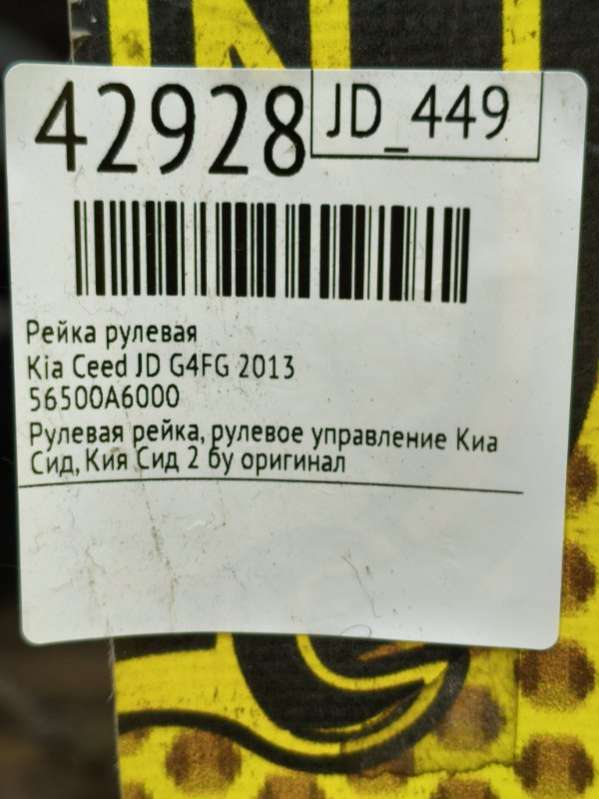 42928
JD_449
Рейка рулевая
Kia Ceed JD G4FG 2013
56500A6000
Рулевая рейка, рулевое управление Киа
Сид, Кия Сид 2 бу оригинал